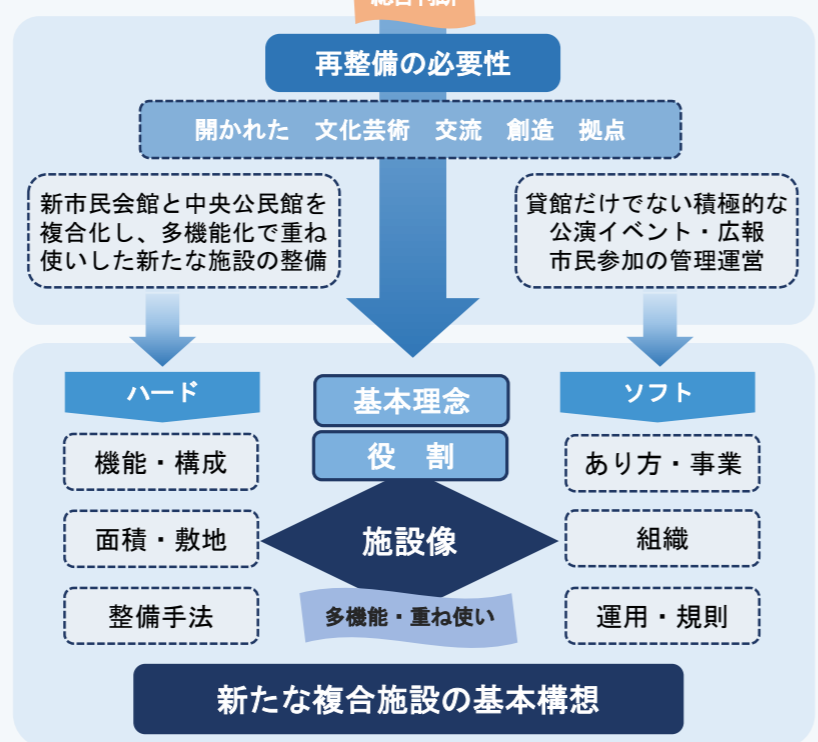 再整備の必要性
開かれた 文化芸術 交流 創造 拠点
新市民会館と中央公民館を
複合化し、多機能化で重ね
使いした新たな施設の整備
貸館だけでない積極的な
公演イベント・広報
市民参加の管理運営
ハード
機能・構成
面積・敷地
整備手法
基本理念
役 割
施設像
多機能・重ね使い
ソフト
あり方・事業
組織
運用・規則
新たな複合施設の基本構想